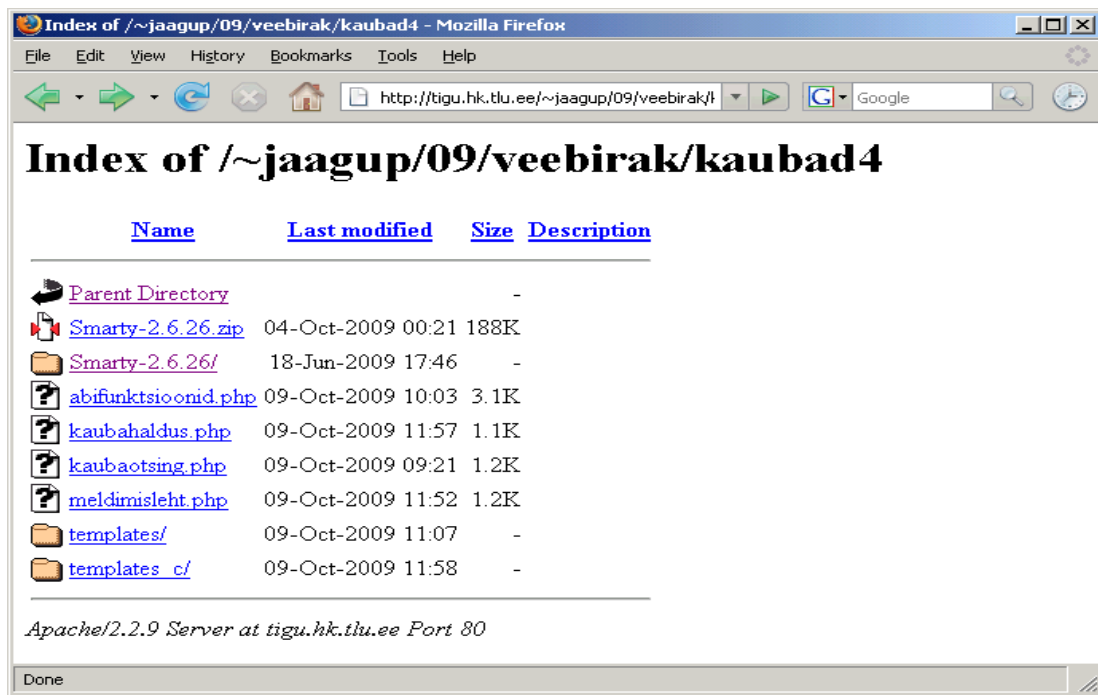 Index of /~jaagup/09/veebirak/kaubad4 - Mozilla Firefox
File Edit View History Bookmarks Tools Help
http://tigu.hk.tlu.ee/~jaagup/09/veebirak/k G Google
Index of /~jaagup/09/veebirak/kaubad4
Name Last modified Size Description
Parent Directory -
Smarty-2.6.26.zip 04-Oct-2009 00:21 188K
Smarty-2.6.26/ 18-Jun-2009 17:46 -
abifunktsioonid.php 09-Oct-2009 10:03 3.1K
kaubahaldus.php 09-Oct-2009 11:57 1.1K
kaubaotsing.php 09-Oct-2009 09:21 1.2K
meldimisleht.php 09-Oct-2009 11:52 1.2K
templates/ 09-Oct-2009 11:07 -
templates_c/ 09-Oct-2009 11:58 -
Apache/2.2.9 Server at tigu.hk.tlu.ee Port 80
Done